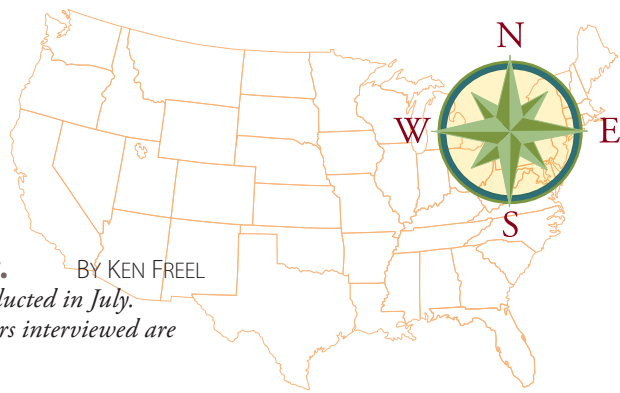 N
W E
S
. BY KEN FREEL
ducted in July.
rs interviewed are